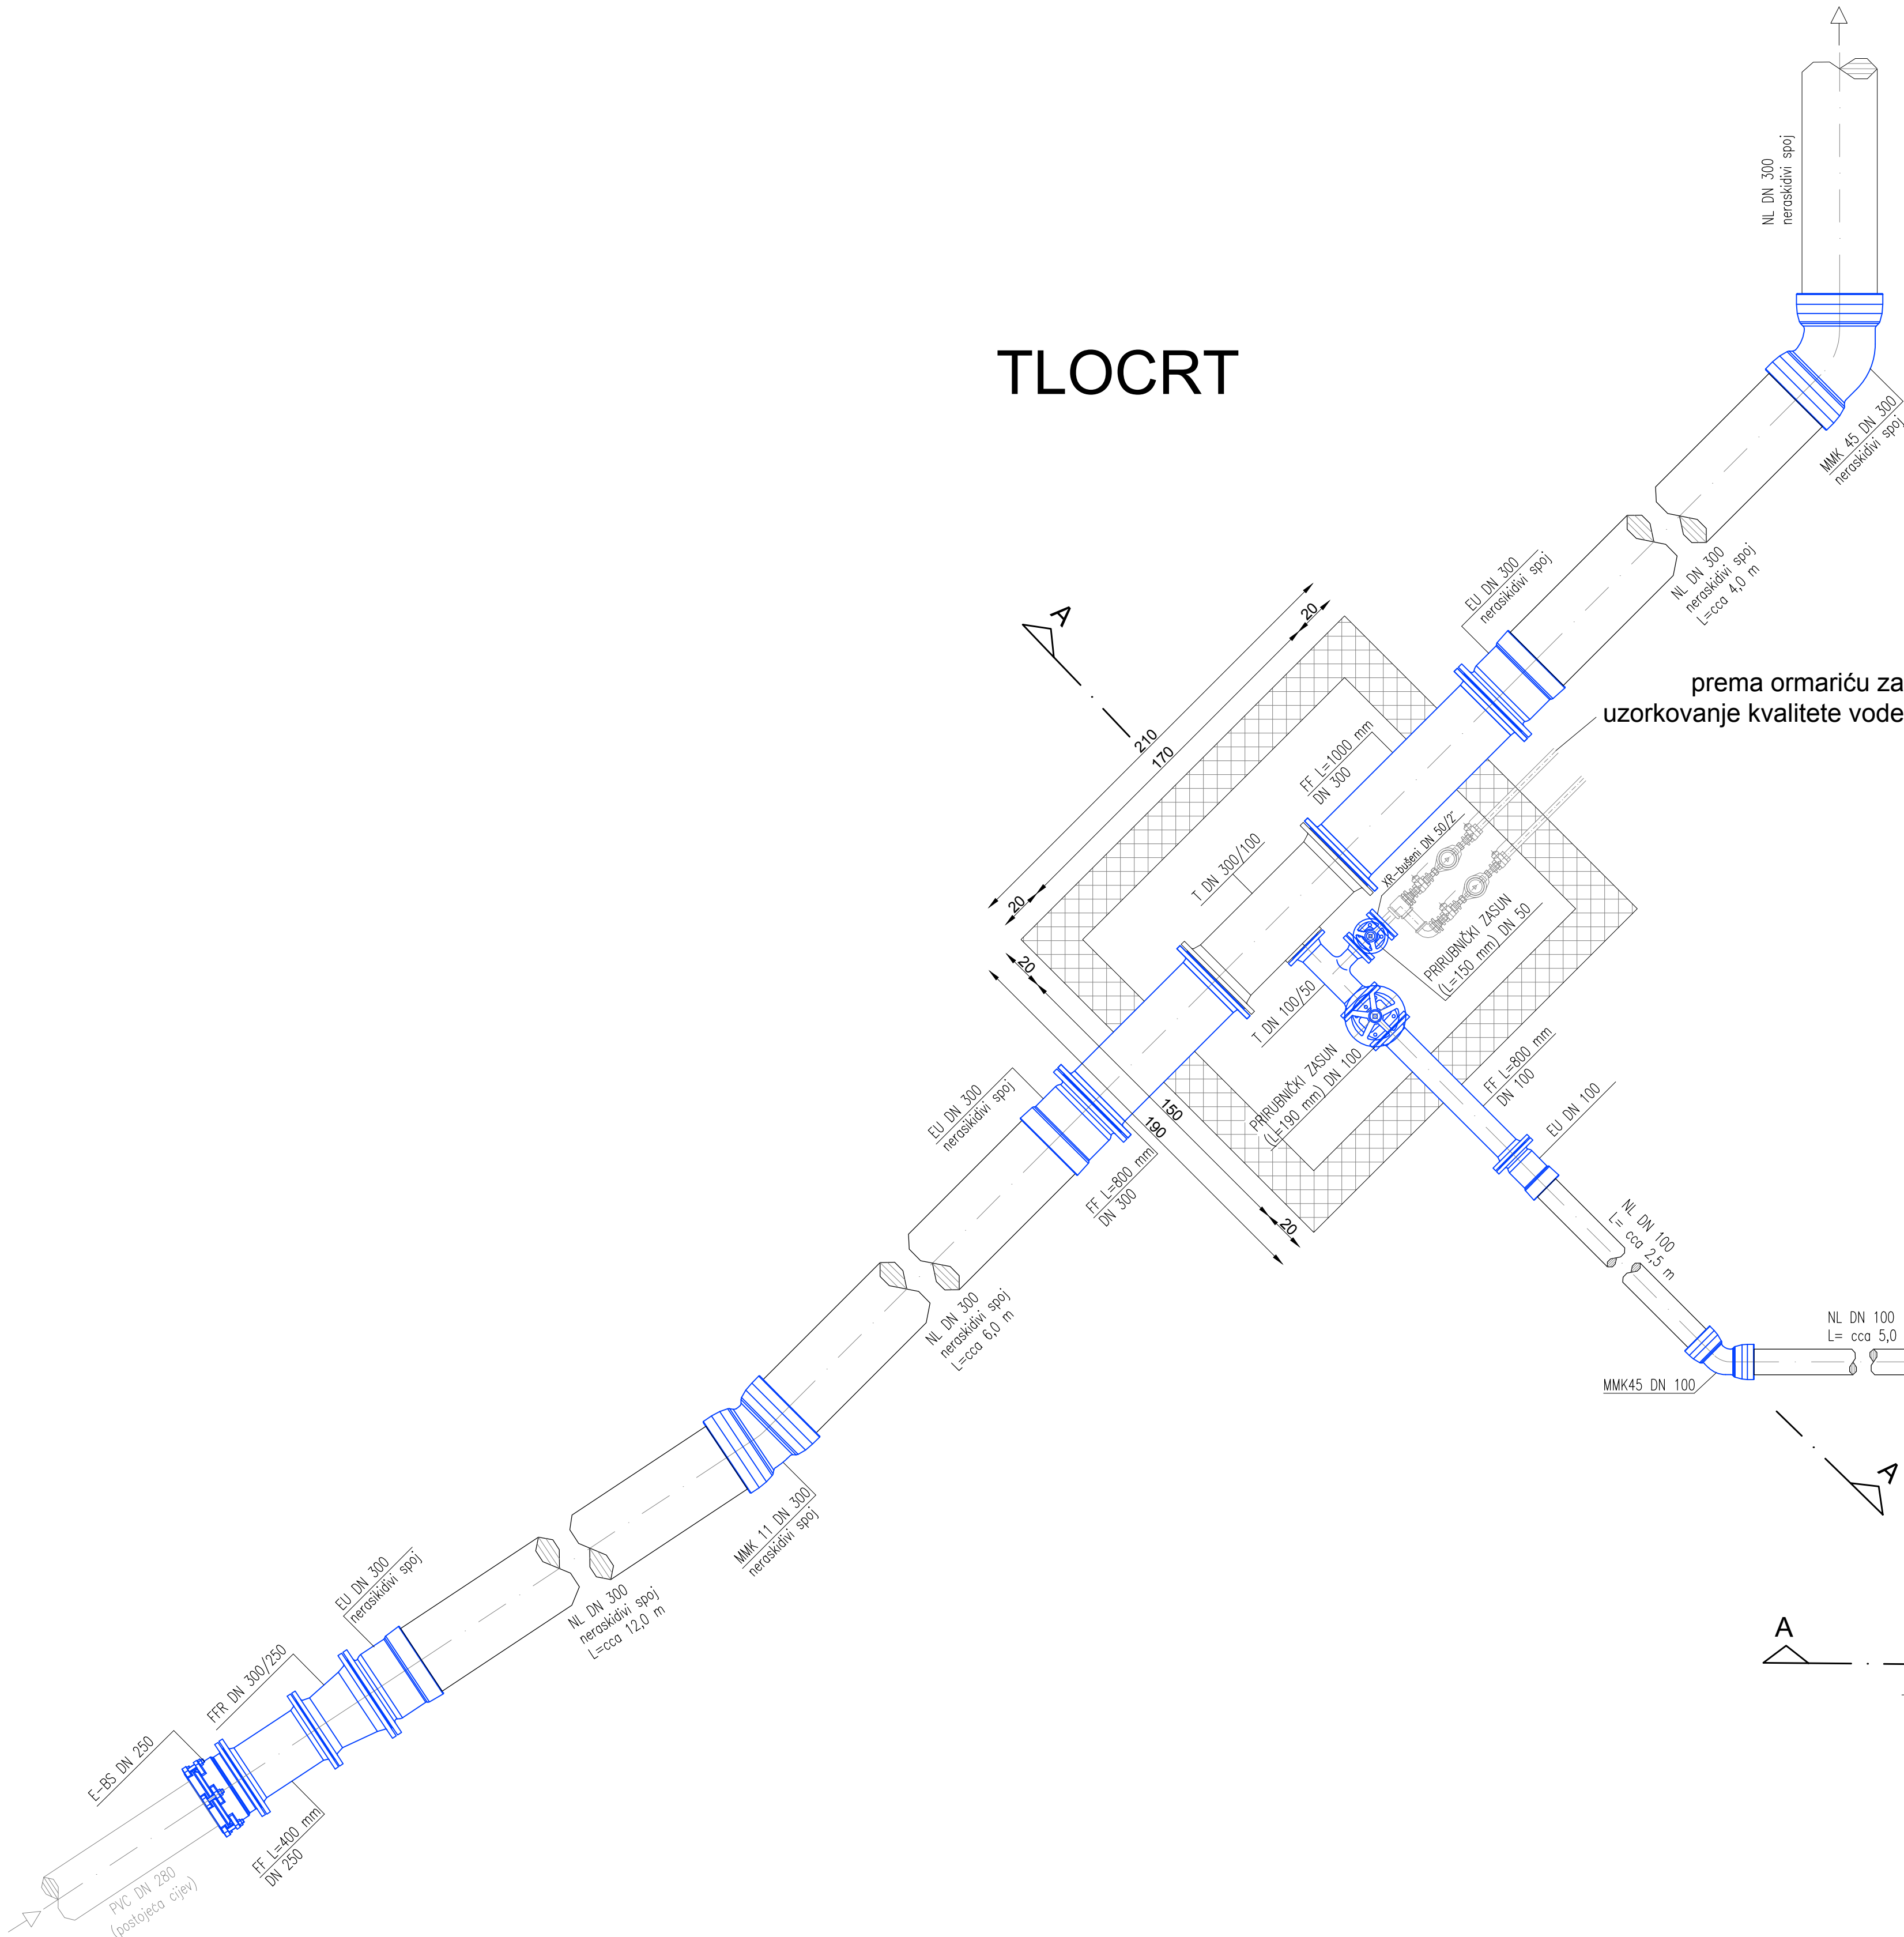 TLOCRT
NL DN 300
neraskidivi spoj
MMK 45 DN 300
neraskidivi spoj
NL DN 300
neraskidivi spoj
L=cca 4,0 m
EU DN 300
nerasikidivi spoj
prema ormariću za
uzorkovanje kvalitete vode
A
210
170
20
20
FF L=1000 mm
DN 300
T DN 300/100
XR-bušeni DN 50/2"
PRIRUBNIČKI ZASUN
(L=150 mm) DN 50
T DN 100/50
PRIRUBNIČKI ZASUN
(L=190 mm) DN 100
FF L=800 mm
DN 100
EU DN 100
20
150
190
20
EU DN 300
nerasikidivi spoj
FF L=800 mm
DN 300
NL DN 100
L= cca 2,5 m
NL DN 100
L= cca 5,0
MMK45 DN 100
A
NL DN 300
neraskidivi spoj
L=cca 6,0 m
MMK 11 DN 300
neraskidivi spoj
NL DN 300
neraskidivi spoj
L=cca 12,0 m
EU DN 300
nerasikidivi spoj
FFR DN 300/250
E-BS DN 250
FF L=400 mm
DN 250
PVC DN 280
(postojeća cijev)
A